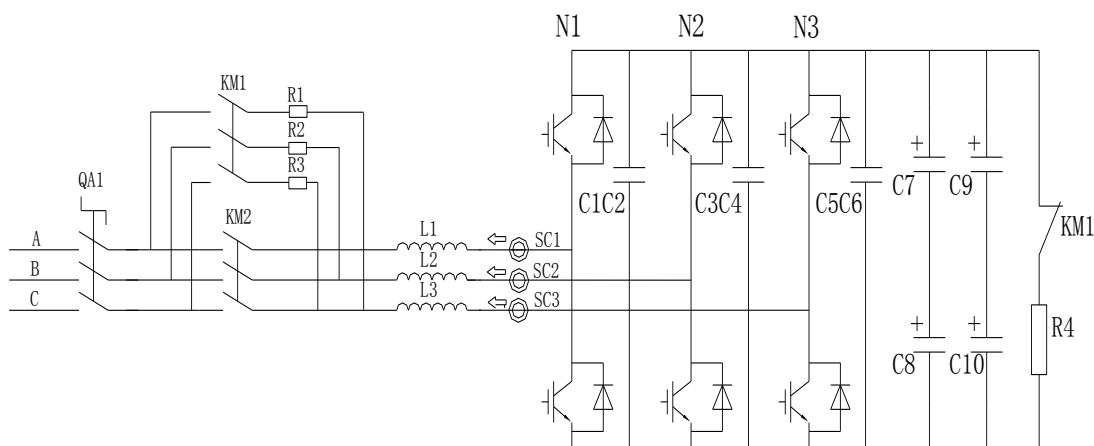 N1 N2 N3
KM1
R1
R2
R3
QA1
KM2
A
B
C
L1
L2
L3
SC1
SC2
SC3
C1C2
C3C4
C5C6
+ +
C7 C9
KM1
+ +
C8 C10
R4